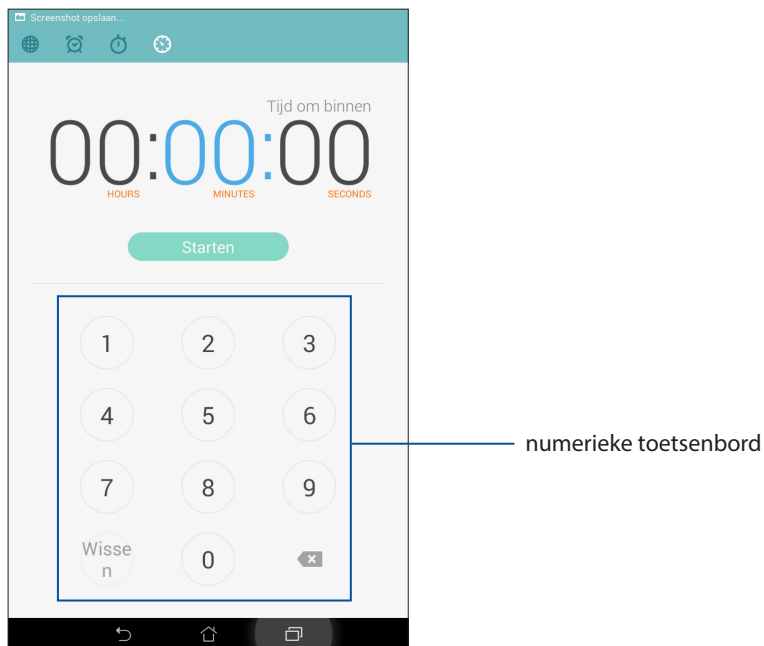 Screenshot opslaan...
Tijd om binnen
00:00:00
HOURS MINUTES SECONDS
Starten
1 2 3
4 5 6
numerieke toetsenbord
7 8 9
Wisse
n
0